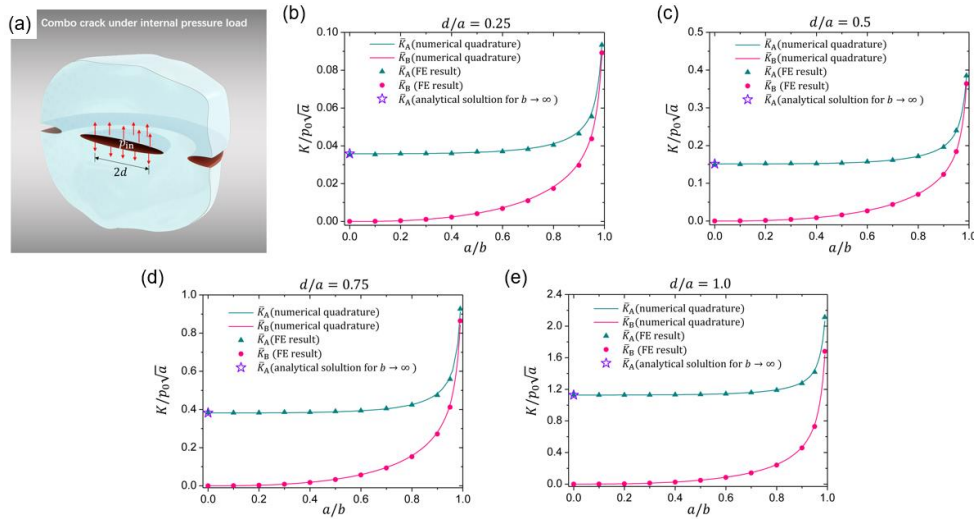 (a)
Combo crack under internal pressure load
p_in
2d
(b)
d/a = 0.25
K/p₀√a
0.10
0.08
0.06
0.04
0.02
0.00
K̄_A(numerical quadrature)
K̄_B(numerical quadrature)
K̄_A(FE result)
K̄_B (FE result)
K̄_A(analytical solultion for b → ∞ )
0.0 0.2 0.4 0.6 0.8 1.0
a/b
(c)
d/a = 0.5
K/p₀√a
0.5
0.4
0.3
0.2
0.1
0.0
K̄_A(numerical quadrature)
K̄_B(numerical quadrature)
K̄_A(FE result)
K̄_B (FE result)
K̄_A(analytical solultion for b → ∞ )
0.0 0.2 0.4 0.6 0.8 1.0
a/b
(d)
d/a = 0.75
K/p₀√a
1.0
0.8
0.6
0.4
0.2
0.0
K̄_A(numerical quadrature)
K̄_B(numerical quadrature)
K̄_A(FE result)
K̄_B (FE result)
K̄_A(analytical solultion for b → ∞ )
0.0 0.2 0.4 0.6 0.8 1.0
a/b
(e)
d/a = 1.0
K/p₀√a
2.4
2.0
1.6
1.2
0.8
0.4
0.0
K̄_A(numerical quadrature)
K̄_B(numerical quadrature)
K̄_A(FE result)
K̄_B (FE result)
K̄_A(analytical solultion for b → ∞ )
0.0 0.2 0.4 0.6 0.8 1.0
a/b